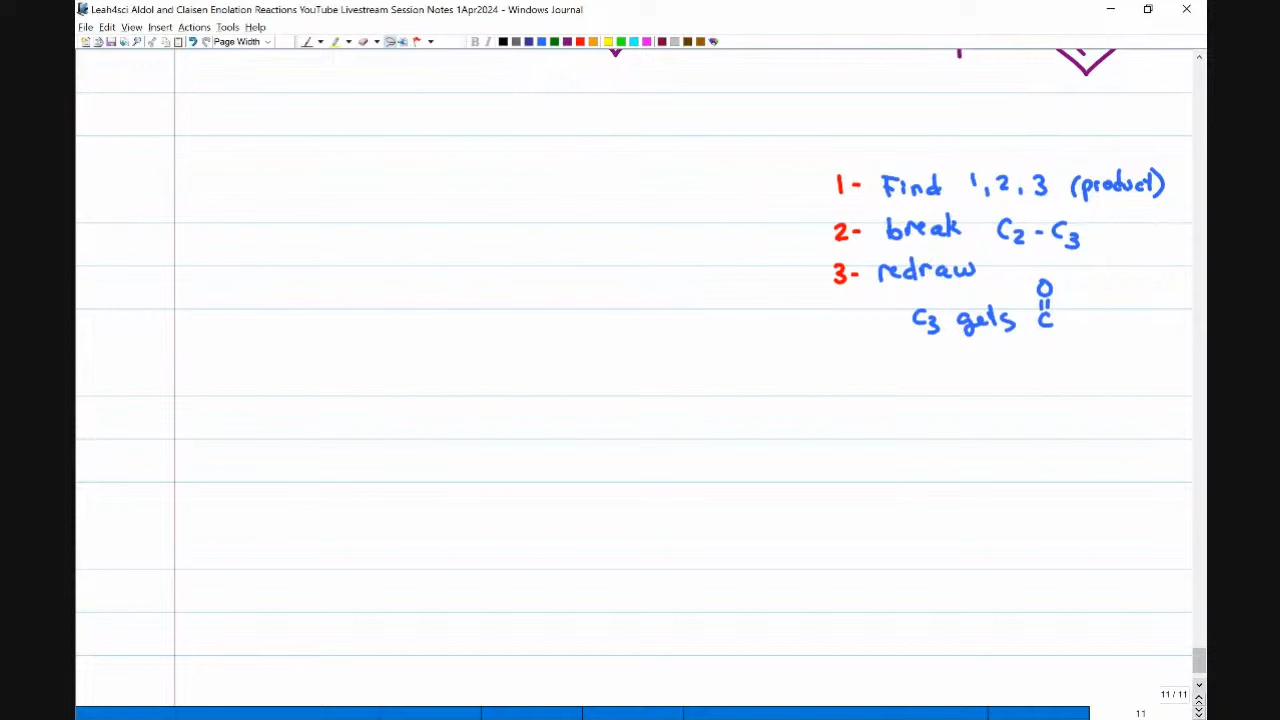 Leah4sci Aldol and Claisen Enolation Reactions YouTube Livestream Session Notes 1Apr2024 - Windows Journal
File Edit View Insert Actions Tools Help
Page Width B I
1- Find 1, 2, 3 (product)
2- break C2 - C3
3- redraw
O
C3 gets C
11 / 11
11